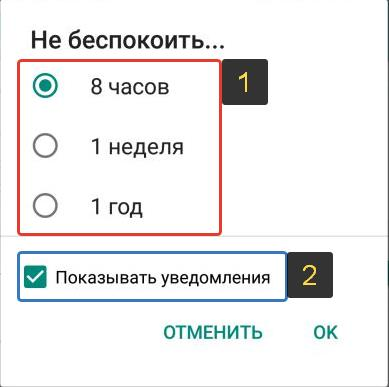 Не беспокоить...
8 часов
1
1 неделя
1 год
Показывать уведомления
2
ОТМЕНИТЬ OK